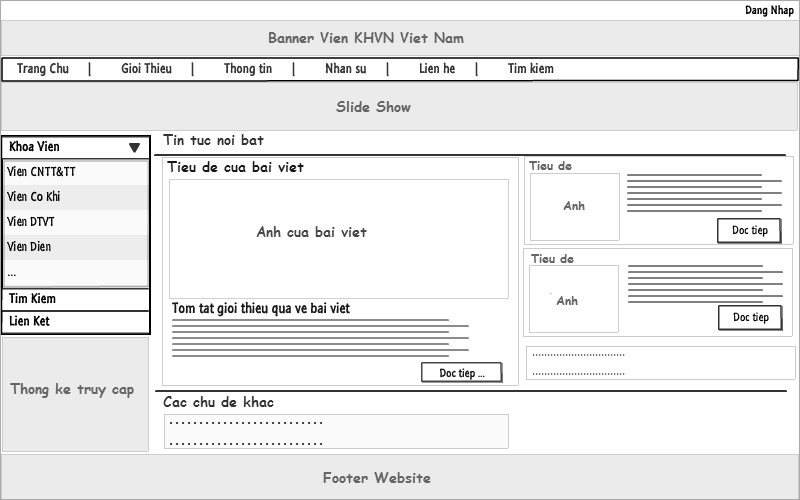 Dang Nhap
Banner Vien KHVN Viet Nam
Trang Chu | Gioi Thieu | Thong tin | Nhan su | Lien he | Tim kiem
Slide Show
Khoa Vien
Vien CNTT&TT
Vien Co Khi
Vien DTVT
Vien Dien
...
Tim Kiem
Lien Ket
Thong ke truy cap
Tin tuc noi bat
Tieu de cua bai viet
Anh cua bai viet
Tom tat gioi thieu qua ve bai viet
Doc tiep ...
Tieu de
Anh
Doc tiep
Tieu de
Anh
Doc tiep
Cac chu de khac
Footer Website